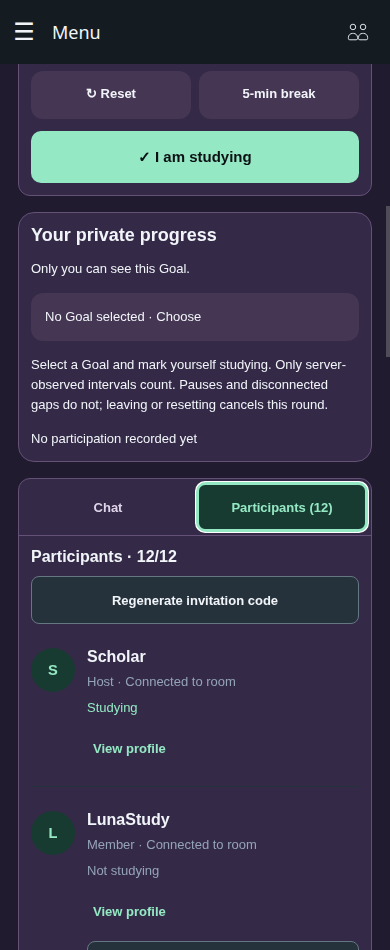 ☰ Menu
↻ Reset
5-min break
✓ I am studying
Your private progress
Only you can see this Goal.
No Goal selected · Choose
Select a Goal and mark yourself studying. Only server-
observed intervals count. Pauses and disconnected
gaps do not; leaving or resetting cancels this round.
No participation recorded yet
Chat
Participants (12)
Participants · 12/12
Regenerate invitation code
S
Scholar
Host · Connected to room
Studying
View profile
L
LunaStudy
Member · Connected to room
Not studying
View profile